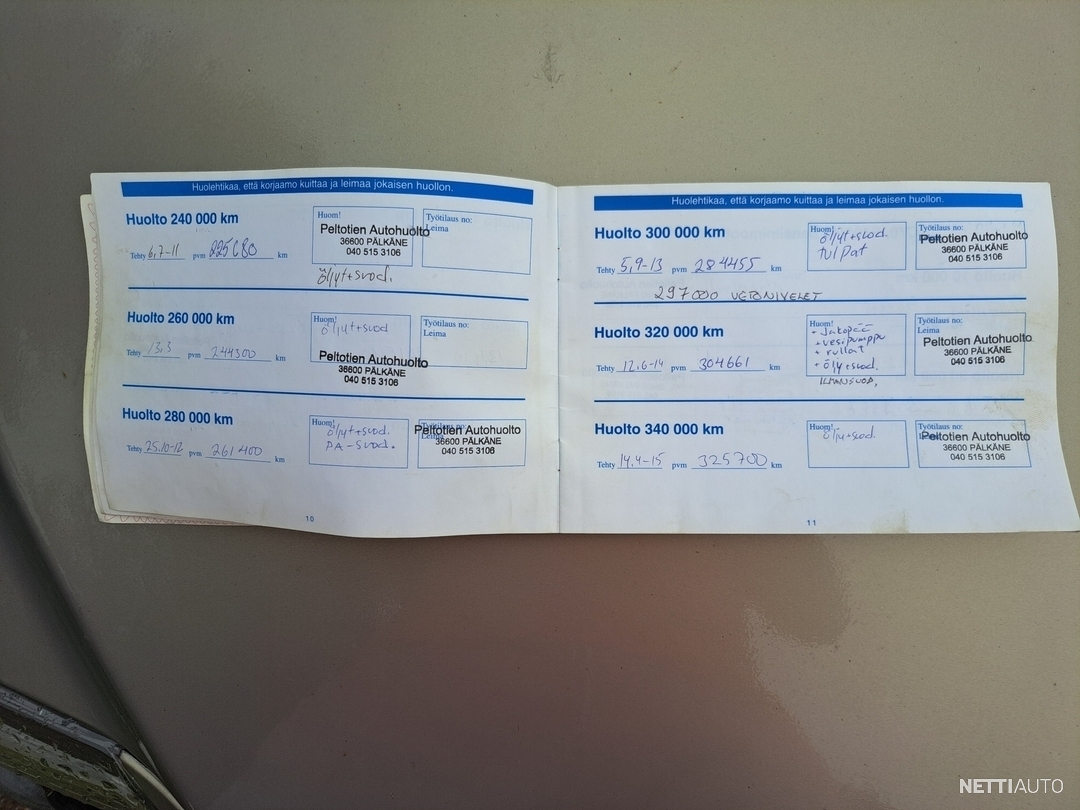 Huolehtikaa, että korjaamo kuittaa ja leimaa jokaisen huollon.
Huolto 240 000 km
Tehty 6,7-11 pvm km
Huom!
Työtilaus no:
Leima
Peltotien Autohuolto
36600 PÄLKÄNE
040 515 3106
öljyt+suod.
Huolto 260 000 km
Tehty 13.3 pvm 244300 km
Huom!
öljyt+suod
Työtilaus no:
Leima
Peltotien Autohuolto
36600 PÄLKÄNE
040 515 3106
Huolto 280 000 km
Tehty 25.10-12 pvm 261400 km
Huom!
öljyt+suod.
PA-suod.
Työtilaus no:
Leima
Peltotien Autohuolto
36600 PÄLKÄNE
040 515 3106
10
Huolehtikaa, että korjaamo kuittaa ja leimaa jokaisen huollon.
Huolto 300 000 km
Tehty 5,9-13 pvm 284455 km
Huom!
öljyt+suod.
tulpat
Työtilaus no:
Peltotien Autohuolto
36600 PÄLKÄNE
040 515 3106
297000 VETONIVELET
Huolto 320 000 km
Tehty 12.6-14 pvm 304661 km
Huom!
- Jakopää
+ vesipumppu
+ rullat
- öljy+suod.
ILMANSUOD.
Työtilaus no:
Leima
Peltotien Autohuolto
36600 PÄLKÄNE
040 515 3106
Huolto 340 000 km
Tehty 14.4-15 pvm 325700 km
Huom!
öljy+suod.
Työtilaus no:
Peltotien Autohuolto
36600 PÄLKÄNE
040 515 3106
11
NETTIAUTO